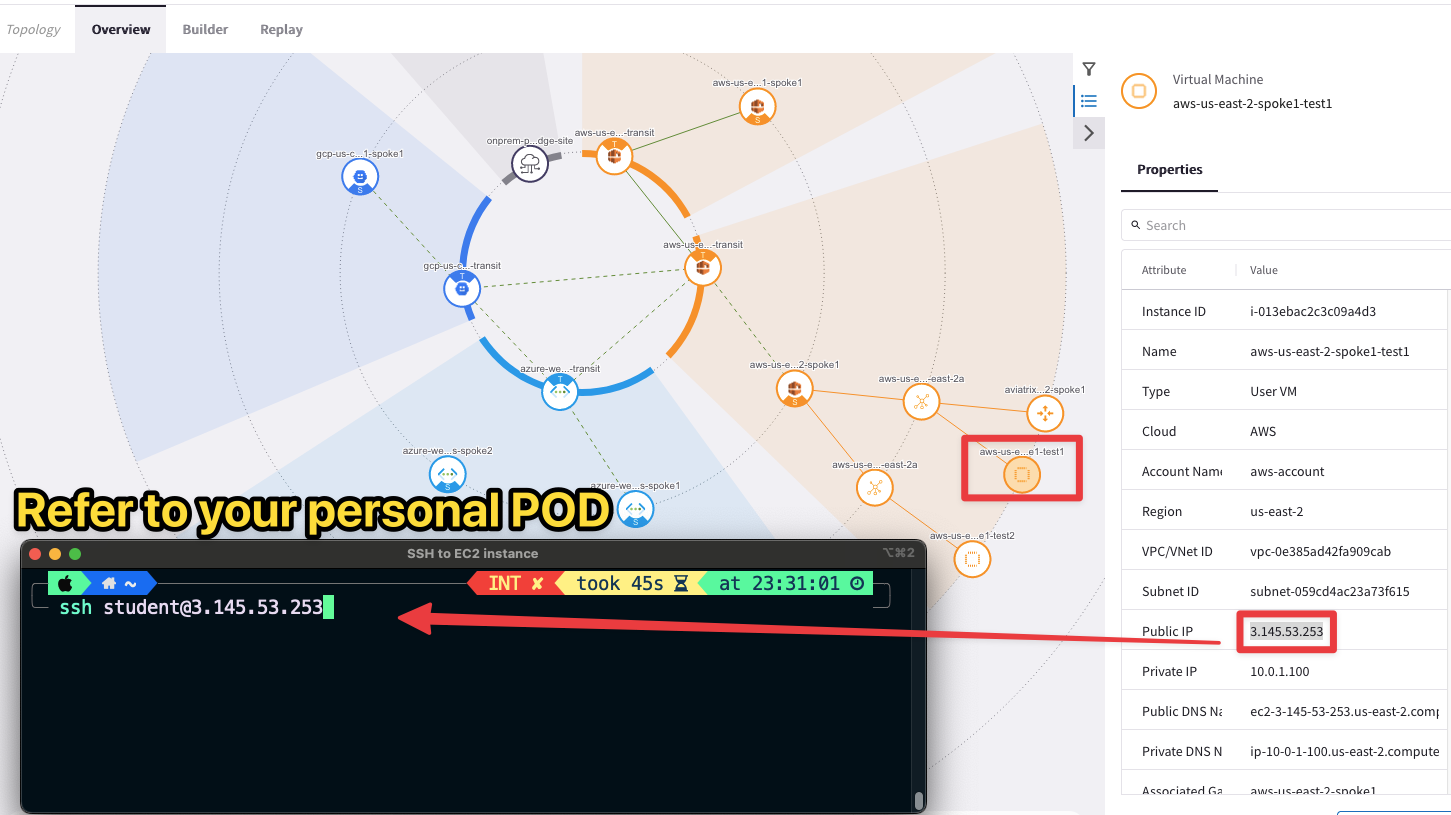 Topology
Overview
Builder
Replay
aws-us-e...1-spoke1
onprem-p...dge-site
aws-us-e...-transit
gcp-us-c...1-spoke1
aws-us-e...-transit
gcp-us-c...-transit
azure-we...-transit
aws-us-e...2-spoke1
aws-us-e...-east-2a
aviatrix...2-spoke1
azure-we...s-spoke2
aws-us-e...e1-test1
aws-us-e...-east-2a
azure-we...s-spoke1
aws-us-e...e1-test2
S
T
S
T
T
T
S
S
S
Refer to your personal POD
SSH to EC2 instance
⌥⌘2
~
INT ✘
took 45s
at 23:31:01
ssh student@3.145.53.253
Virtual Machine
aws-us-east-2-spoke1-test1
Properties
Search
Attribute Value
Instance ID i-013ebac2c3c09a4d3
Name aws-us-east-2-spoke1-test1
Type User VM
Cloud AWS
Account Name aws-account
Region us-east-2
VPC/VNet ID vpc-0e385ad42fa909cab
Subnet ID subnet-059cd4ac23a73f615
Public IP 3.145.53.253
Private IP 10.0.1.100
Public DNS Na ec2-3-145-53-253.us-east-2.comp
Private DNS N ip-10-0-1-100.us-east-2.compute
Associated Ga aws-us-east-2-spoke1